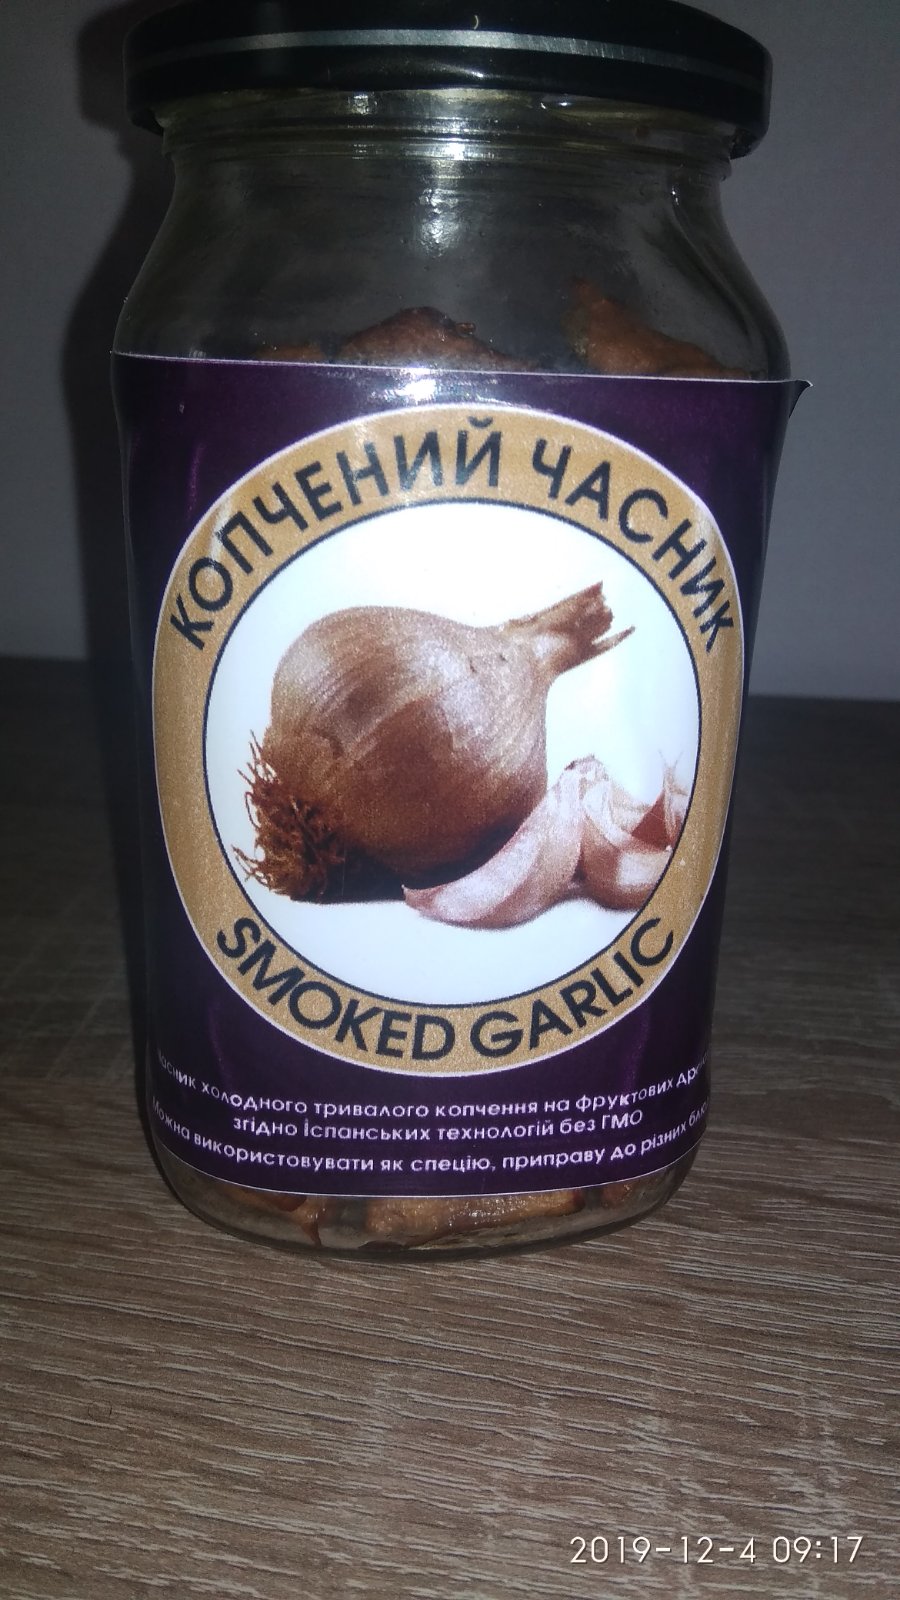 КОПЧЕНИЙ ЧАСНИК
SMOKED GARLIC
холодного тривалого копчення на фруктових
згідно Іспанських технологій без ГМО
Можна використовувати як спецію, приправу до різних
2019-12-4 09:17